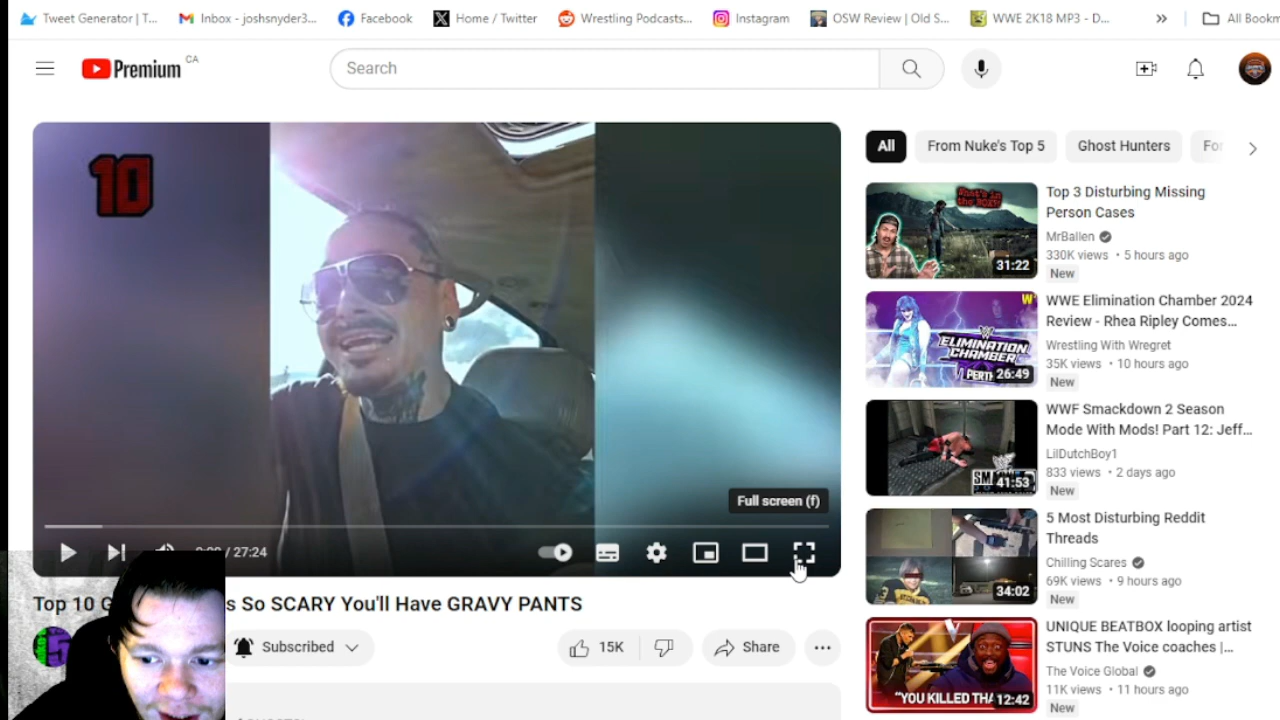 Tweet Generator | T...
Inbox - joshsnyder3...
Facebook
Home / Twitter
Wrestling Podcasts...
Instagram
OSW Review | Old S...
WWE 2K18 MP3 - D...
All Bookm
Premium CA
Search
10
Full screen (f)
/ 27:24
Top 10 G
s So SCARY You'll Have GRAVY PANTS
Subscribed
15K
Share
All
From Nuke's Top 5
Ghost Hunters
For
What's in the BOX?
31:22
Top 3 Disturbing Missing
Person Cases
MrBallen
330K views • 5 hours ago
New
ELIMINATION
CHAMBER
PERTH
26:49
WWE Elimination Chamber 2024
Review - Rhea Ripley Comes...
Wrestling With Wregret
35K views • 10 hours ago
New
41:53
WWF Smackdown 2 Season
Mode With Mods! Part 12: Jeff...
LilDutchBoy1
833 views • 2 days ago
New
34:02
5 Most Disturbing Reddit
Threads
Chilling Scares
69K views • 9 hours ago
New
"YOU KILLED THA
12:42
UNIQUE BEATBOX looping artist
STUNS The Voice coaches |...
The Voice Global
11K views • 11 hours ago
New